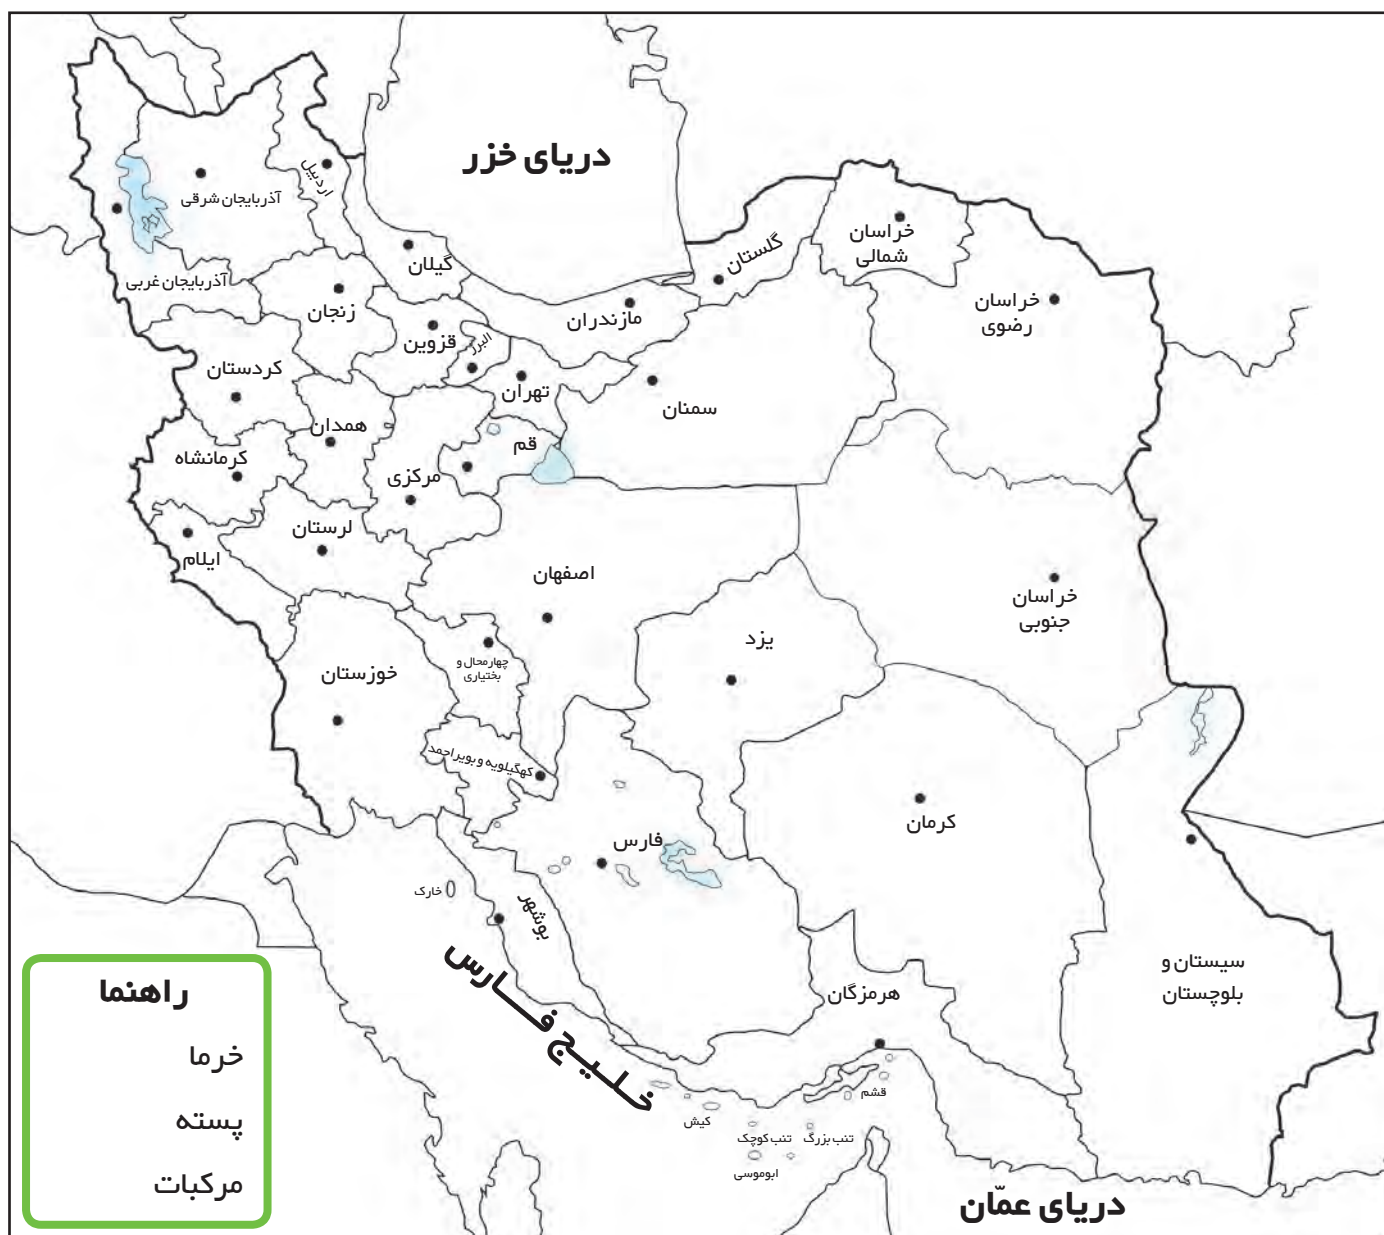 دریای خزر
اردبیل
آذربایجان شرقی
گیلان
گلستان
خراسان
شمالی
آذربایجان غربی
زنجان
مازندران
خراسان
رضوی
قزوین
البرز
کردستان
تهران
سمنان
همدان
قم
کرمانشاه
مرکزی
لرستان
ایلام
اصفهان
خراسان
جنوبی
یزد
چهارمحال و
بختیاری
خوزستان
کهگیلویه و بویراحمد
کرمان
فارس
خارک
بوشهر
خلیج فارس
سیستان و
بلوچستان
هرمزگان
قشم
کیش
تنب کوچک
تنب بزرگ
ابوموسی
دریای عمّان
راهنما
خرما
پسته
مرکبات